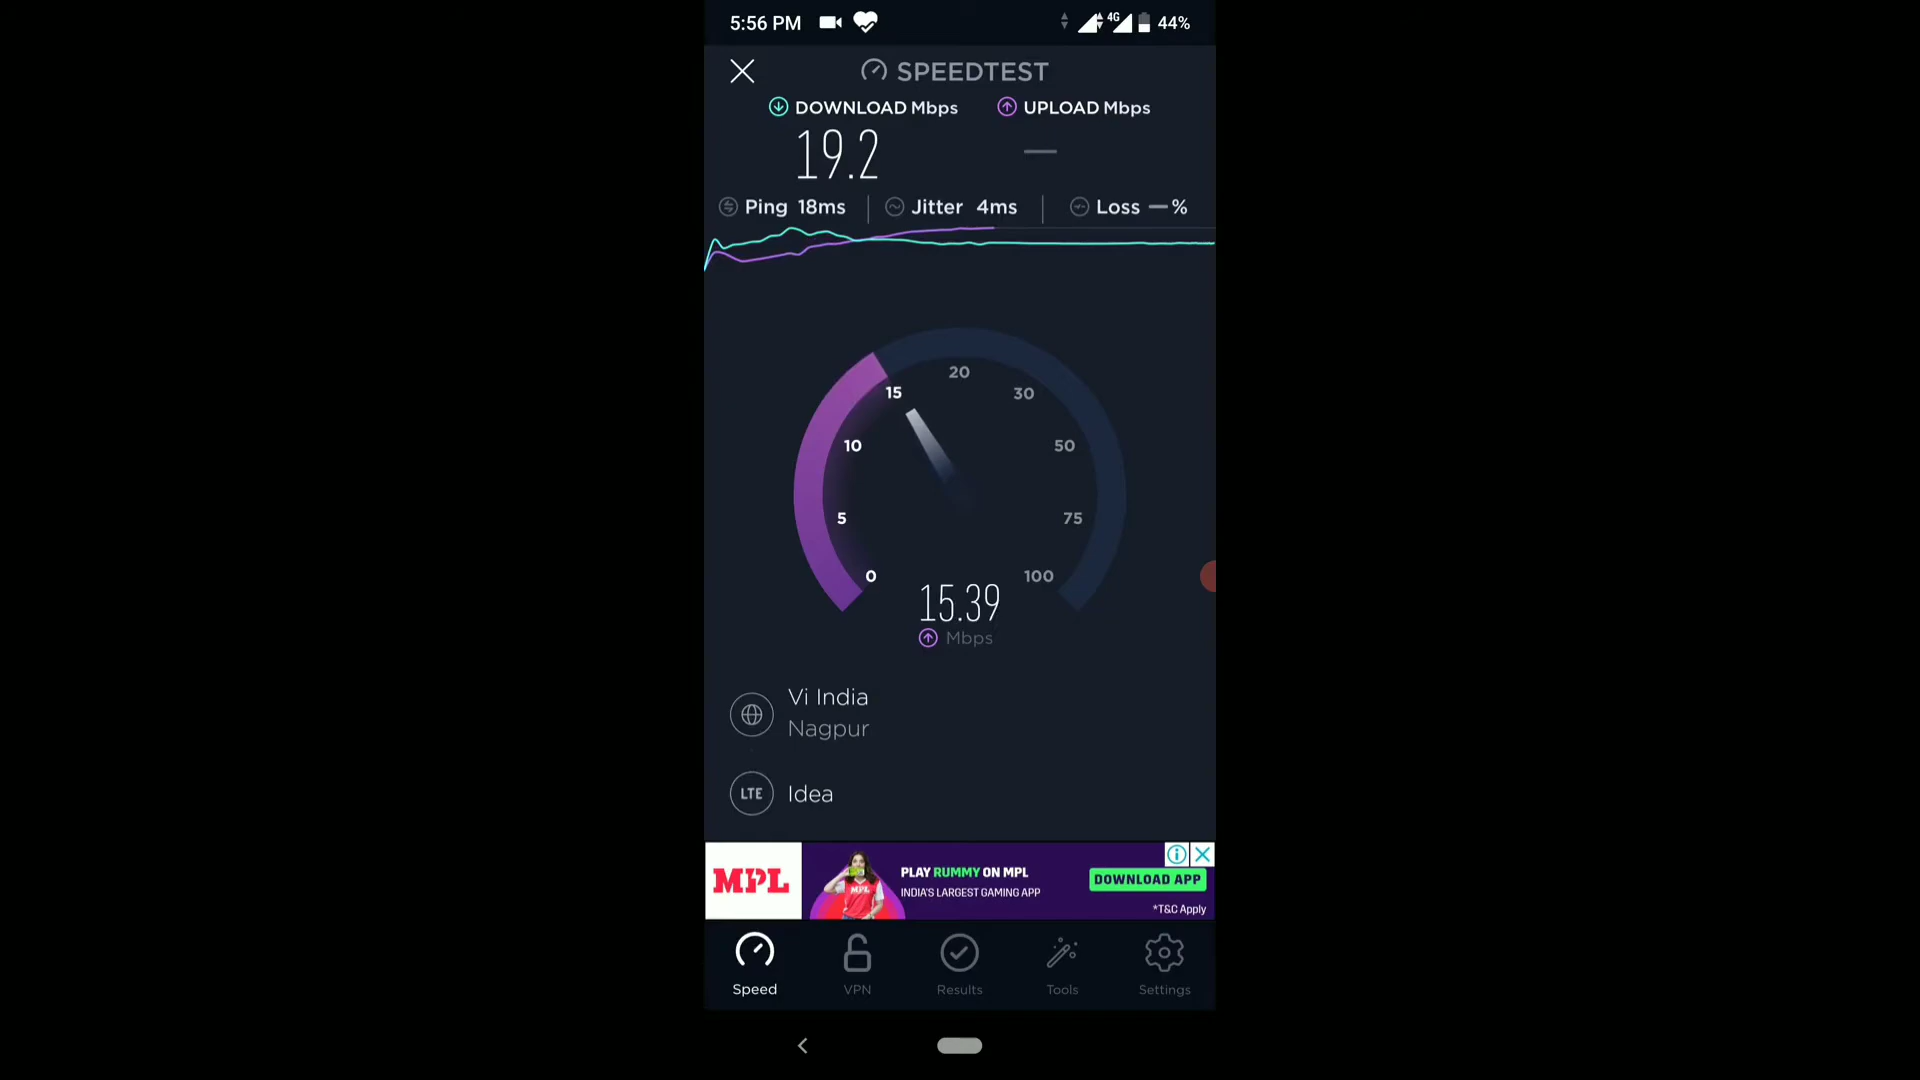 5:56 PM 4G 44%
SPEEDTEST
DOWNLOAD Mbps UPLOAD Mbps
19.2 —
Ping 18ms Jitter 4ms Loss —%
20
15 30
10 50
5 75
0 100
15.39
Mbps
Vi India
Nagpur
LTE Idea
MPL
MPL
PLAY RUMMY ON MPL
INDIA'S LARGEST GAMING APP
DOWNLOAD APP
*T&C Apply
Speed VPN Results Tools Settings